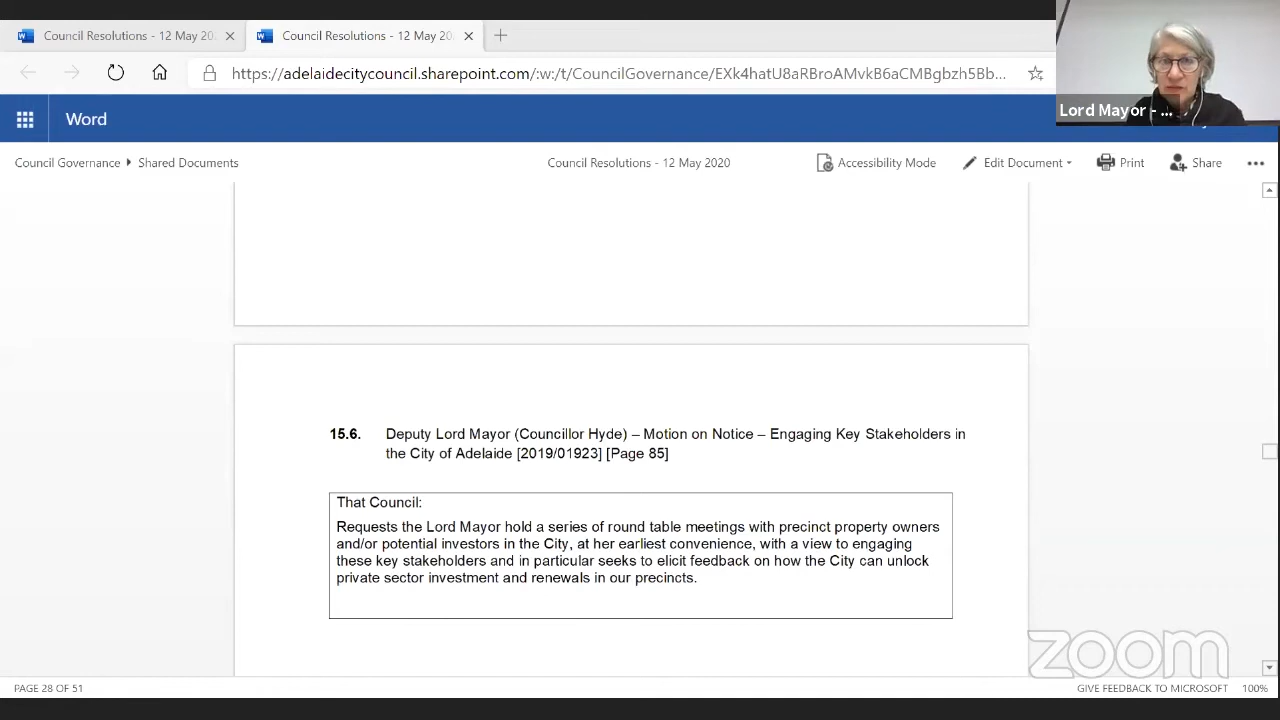 Council Resolutions - 12 May 20
Council Resolutions - 12 May 20
https://adelaidecitycouncil.sharepoint.com/:w:/t/CouncilGovernance/EXk4hatU8aRBroAMvkB6aCMBgbzh5Bb...
Lord Mayor - ...
Word
Council Governance Shared Documents
Council Resolutions - 12 May 2020
Accessibility Mode
Edit Document
Print
Share
15.6. Deputy Lord Mayor (Councillor Hyde) – Motion on Notice – Engaging Key Stakeholders in
the City of Adelaide [2019/01923] [Page 85]
That Council:
Requests the Lord Mayor hold a series of round table meetings with precinct property owners
and/or potential investors in the City, at her earliest convenience, with a view to engaging
these key stakeholders and in particular seeks to elicit feedback on how the City can unlock
private sector investment and renewals in our precincts.
zoom
PAGE 28 OF 51
GIVE FEEDBACK TO MICROSOFT 100%